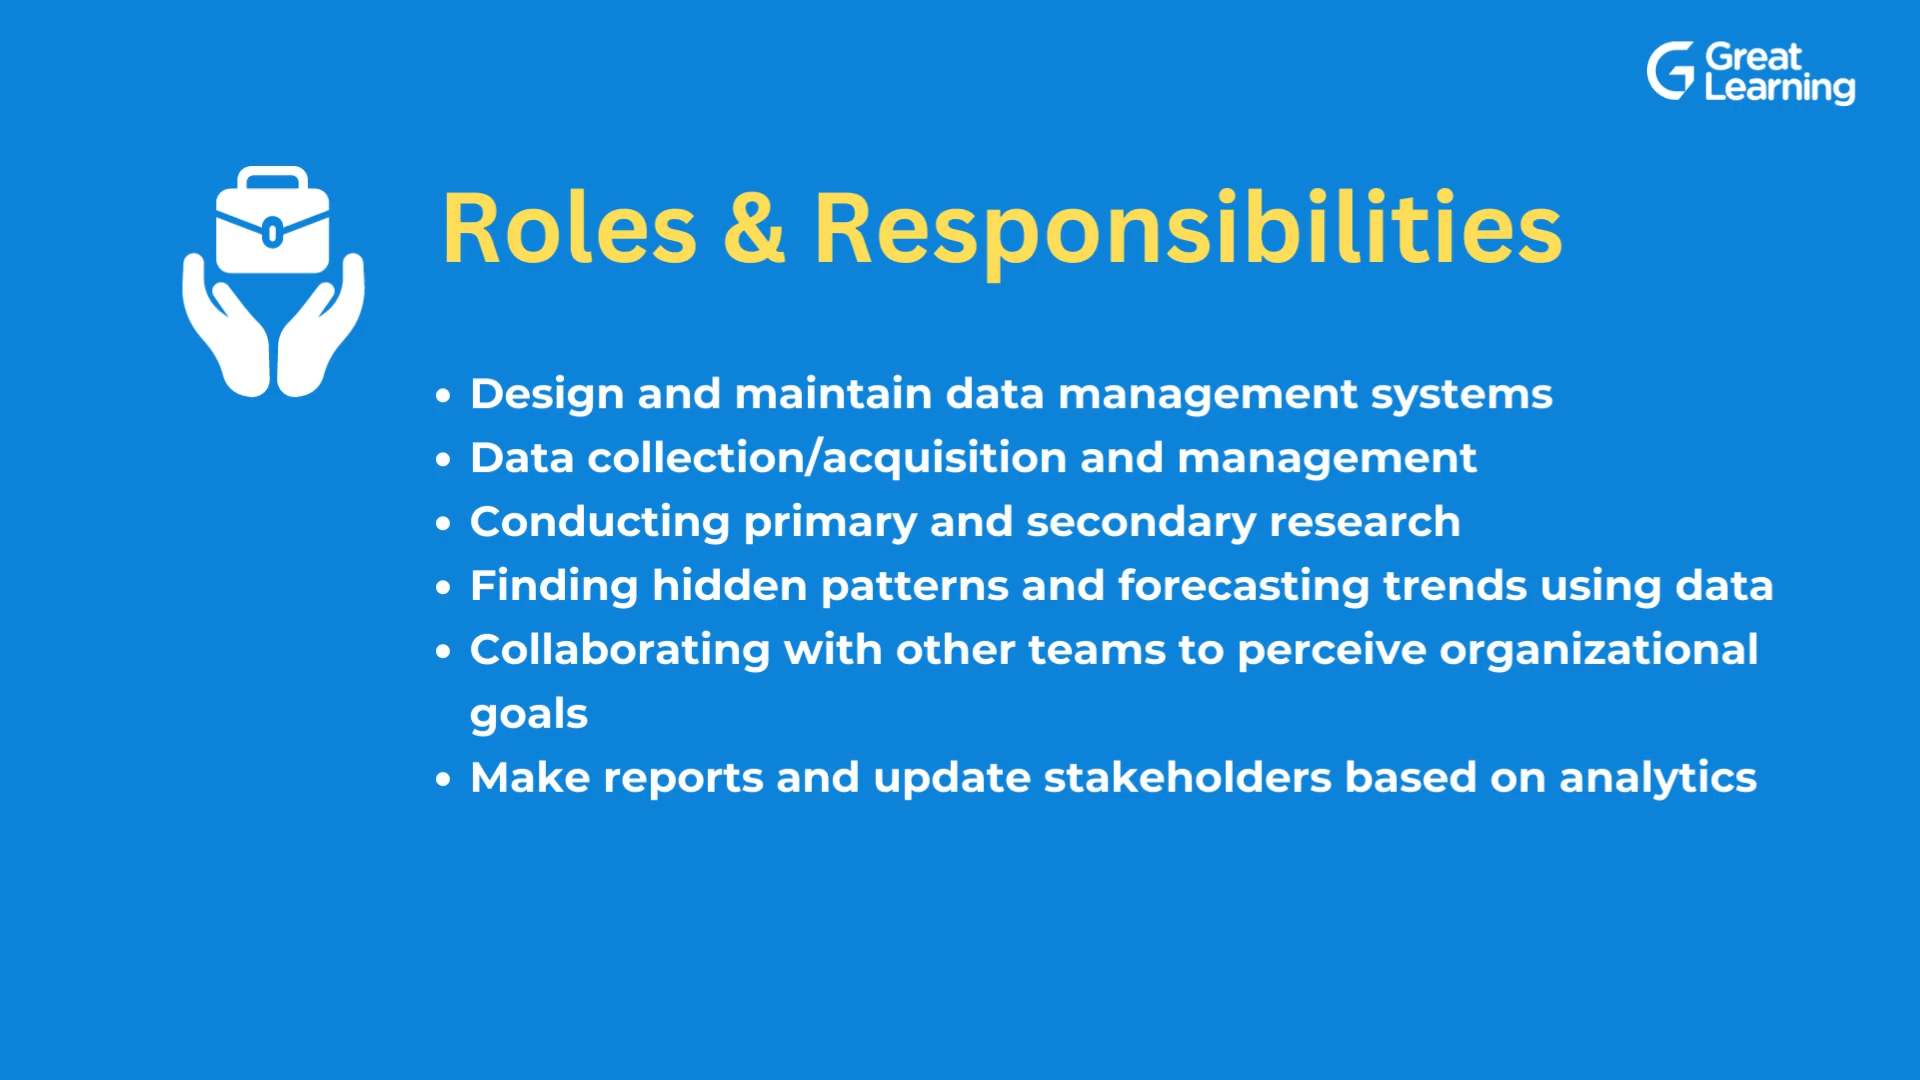 Great
Learning
Roles & Responsibilities
• Design and maintain data management systems
• Data collection/acquisition and management
• Conducting primary and secondary research
• Finding hidden patterns and forecasting trends using data
• Collaborating with other teams to perceive organizational
goals
• Make reports and update stakeholders based on analytics